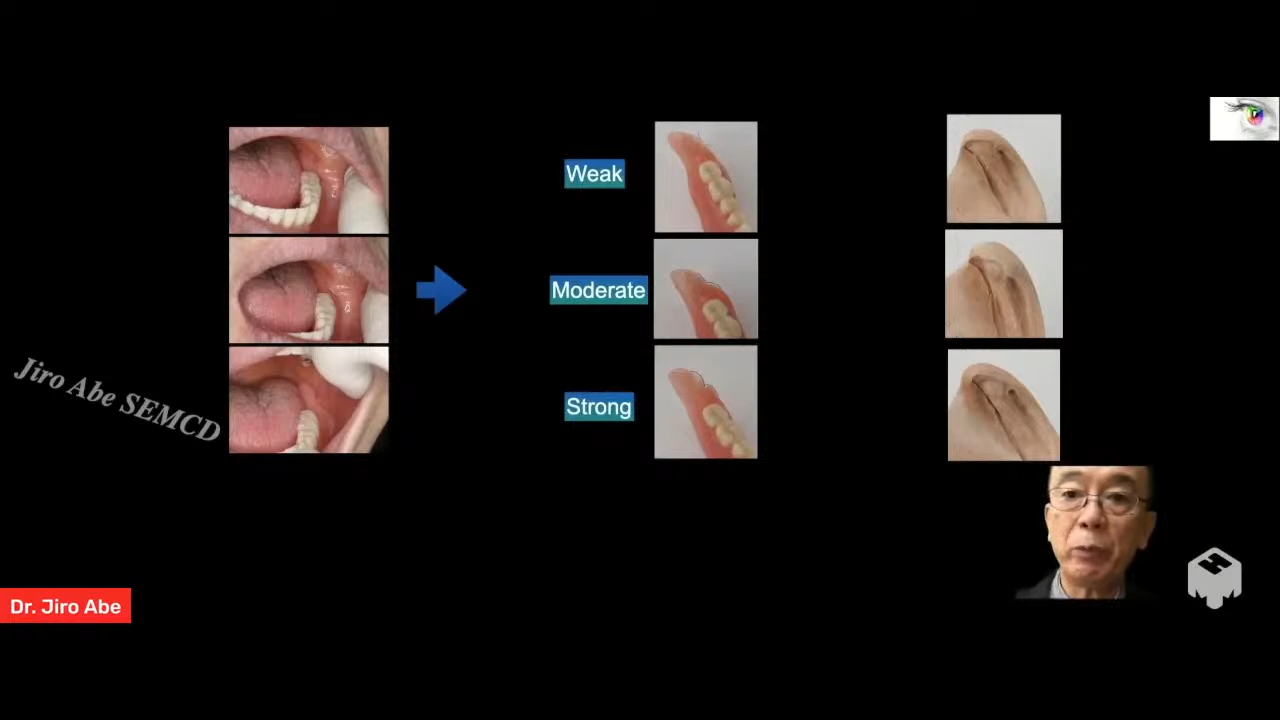 Weak
Moderate
Jiro Abe SEMCD
Strong
Dr. Jiro Abe